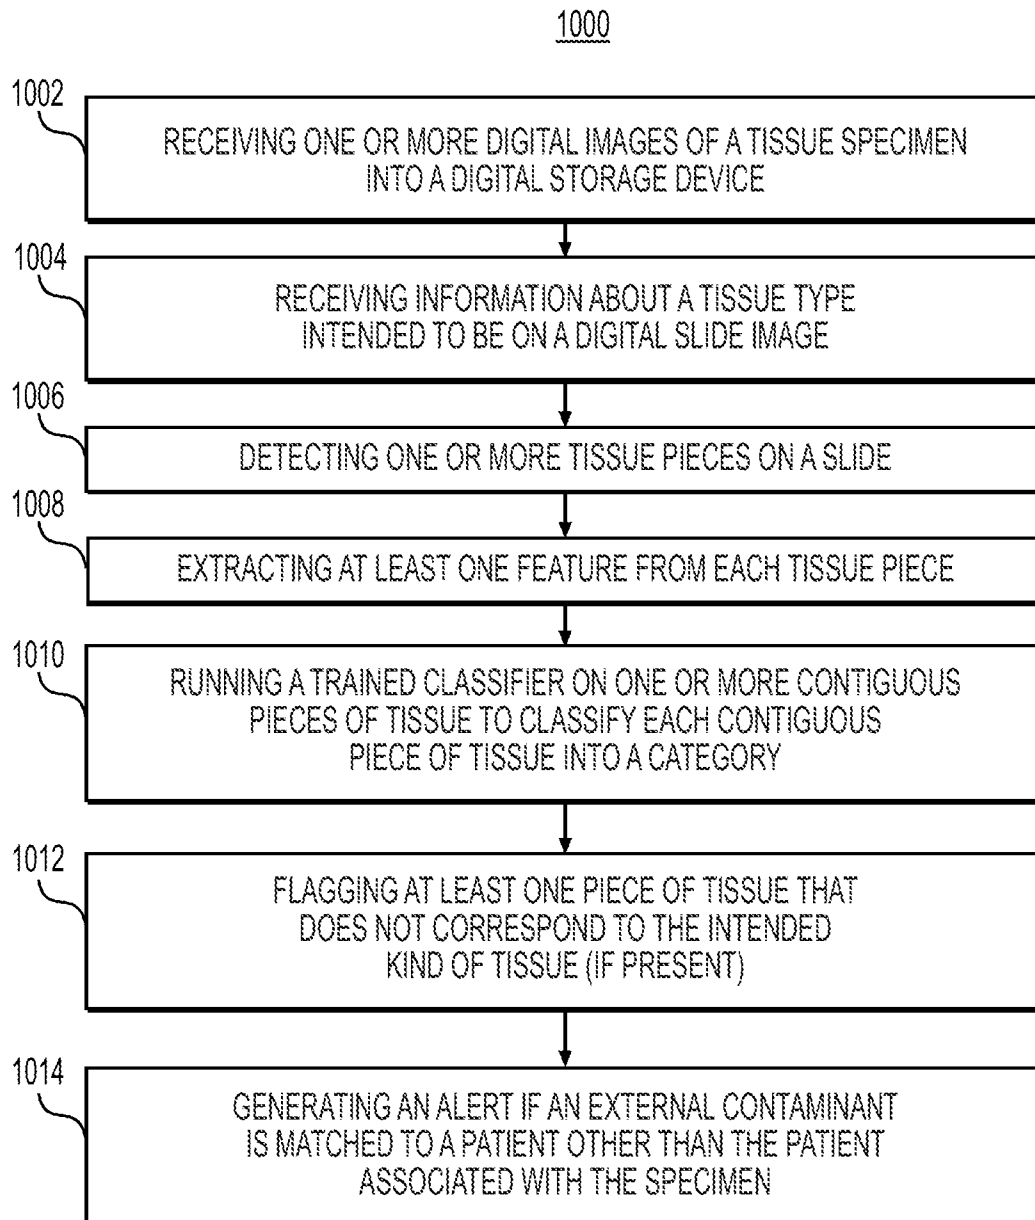 1000
1002
RECEIVING ONE OR MORE DIGITAL IMAGES OF A TISSUE SPECIMEN
INTO A DIGITAL STORAGE DEVICE
1004
RECEIVING INFORMATION ABOUT A TISSUE TYPE
INTENDED TO BE ON A DIGITAL SLIDE IMAGE
1006
DETECTING ONE OR MORE TISSUE PIECES ON A SLIDE
1008
EXTRACTING AT LEAST ONE FEATURE FROM EACH TISSUE PIECE
1010
RUNNING A TRAINED CLASSIFIER ON ONE OR MORE CONTIGUOUS
PIECES OF TISSUE TO CLASSIFY EACH CONTIGUOUS
PIECE OF TISSUE INTO A CATEGORY
1012
FLAGGING AT LEAST ONE PIECE OF TISSUE THAT
DOES NOT CORRESPOND TO THE INTENDED
KIND OF TISSUE (IF PRESENT)
1014
GENERATING AN ALERT IF AN EXTERNAL CONTAMINANT
IS MATCHED TO A PATIENT OTHER THAN THE PATIENT
ASSOCIATED WITH THE SPECIMEN